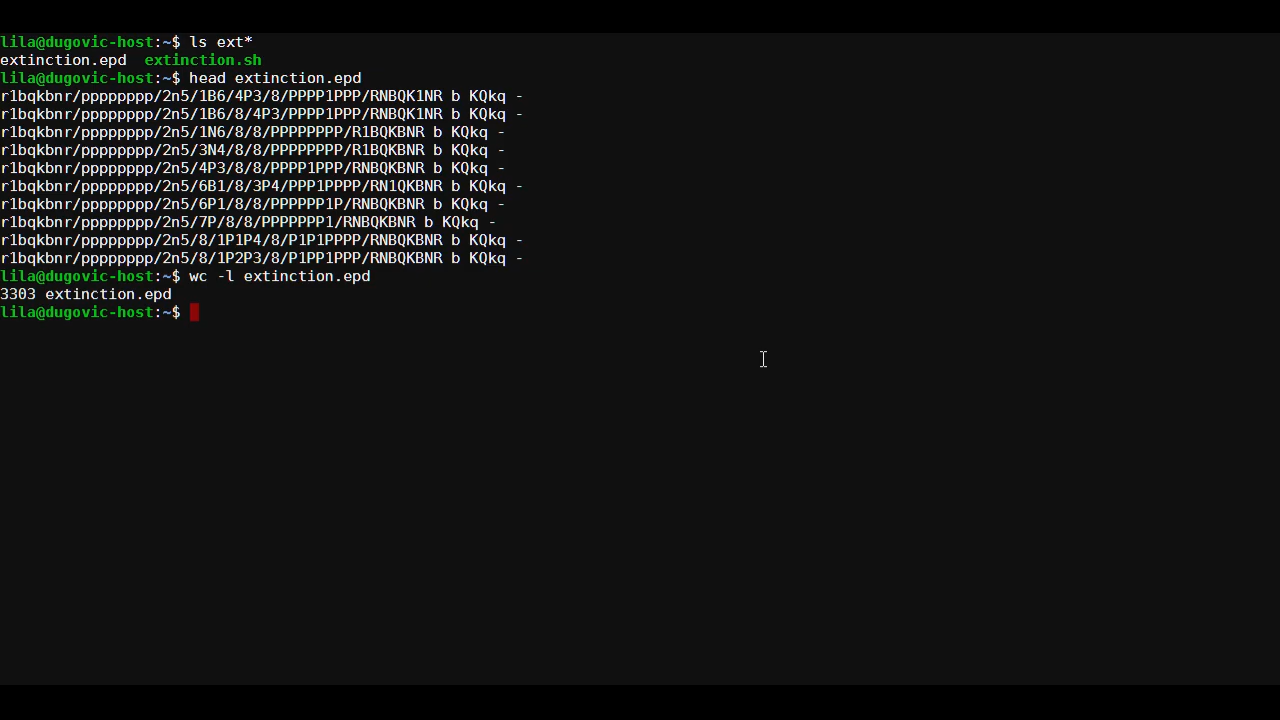 lila@dugovic-host:~$ ls ext*
extinction.epd  extinction.sh
lila@dugovic-host:~$ head extinction.epd
r1bqkbnr/pppppppp/2n5/1B6/4P3/8/PPPP1PPP/RNBQK1NR b KQkq -
r1bqkbnr/pppppppp/2n5/1B6/8/4P3/PPPP1PPP/RNBQK1NR b KQkq -
r1bqkbnr/pppppppp/2n5/1N6/8/8/PPPPPPPP/R1BQKBNR b KQkq -
r1bqkbnr/pppppppp/2n5/3N4/8/8/PPPPPPPP/R1BQKBNR b KQkq -
r1bqkbnr/pppppppp/2n5/4P3/8/8/PPPP1PPP/RNBQKBNR b KQkq -
r1bqkbnr/pppppppp/2n5/6B1/8/3P4/PPP1PPPP/RN1QKBNR b KQkq -
r1bqkbnr/pppppppp/2n5/6P1/8/8/PPPPPP1P/RNBQKBNR b KQkq -
r1bqkbnr/pppppppp/2n5/7P/8/8/PPPPPPP1/RNBQKBNR b KQkq -
r1bqkbnr/pppppppp/2n5/8/1P1P4/8/P1P1PPPP/RNBQKBNR b KQkq -
r1bqkbnr/pppppppp/2n5/8/1P2P3/8/P1PP1PPP/RNBQKBNR b KQkq -
lila@dugovic-host:~$ wc -l extinction.epd
3303 extinction.epd
lila@dugovic-host:~$